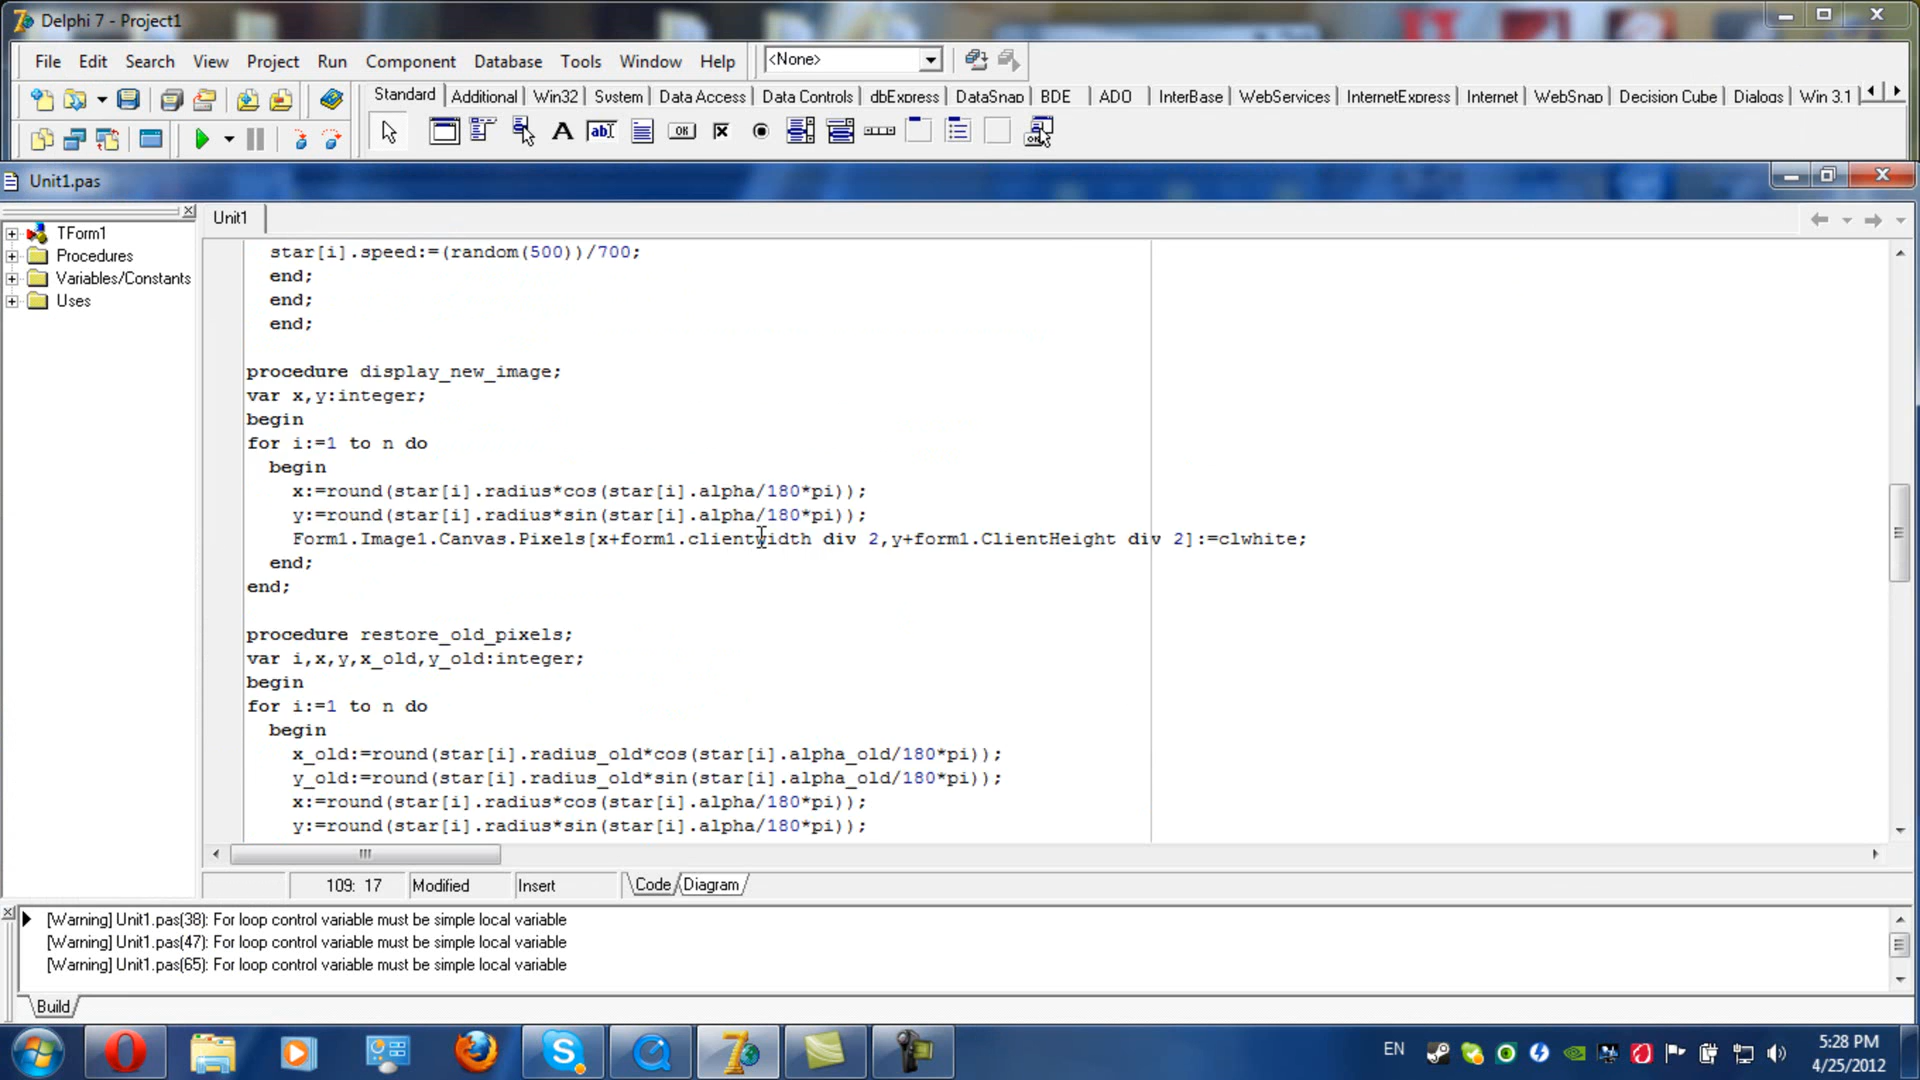 Delphi 7 - Project1
File Edit Search View Project Run Component Database Tools Window Help <None>
Standard Additional Win32 System Data Access Data Controls dbExpress DataSnap BDE ADO InterBase WebServices InternetExpress Internet WebSnap Decision Cube Dialogs Win 3.1
Unit1.pas
Unit1
TForm1
Procedures
Variables/Constants
Uses
star[i].speed:=(random(500))/700;
end;
end;
end;
procedure display_new_image;
var x,y:integer;
begin
for i:=1 to n do
begin
x:=round(star[i].radius*cos(star[i].alpha/180*pi));
y:=round(star[i].radius*sin(star[i].alpha/180*pi));
Form1.Image1.Canvas.Pixels[x+form1.clientwidth div 2,y+form1.ClientHeight div 2]:=clwhite;
end;
end;
procedure restore_old_pixels;
var i,x,y,x_old,y_old:integer;
begin
for i:=1 to n do
begin
x_old:=round(star[i].radius_old*cos(star[i].alpha_old/180*pi));
y_old:=round(star[i].radius_old*sin(star[i].alpha_old/180*pi));
x:=round(star[i].radius*cos(star[i].alpha/180*pi));
y:=round(star[i].radius*sin(star[i].alpha/180*pi));
109: 17 Modified Insert Code Diagram
[Warning] Unit1.pas(38): For loop control variable must be simple local variable
[Warning] Unit1.pas(47): For loop control variable must be simple local variable
[Warning] Unit1.pas(65): For loop control variable must be simple local variable
Build
EN
5:28 PM
4/25/2012